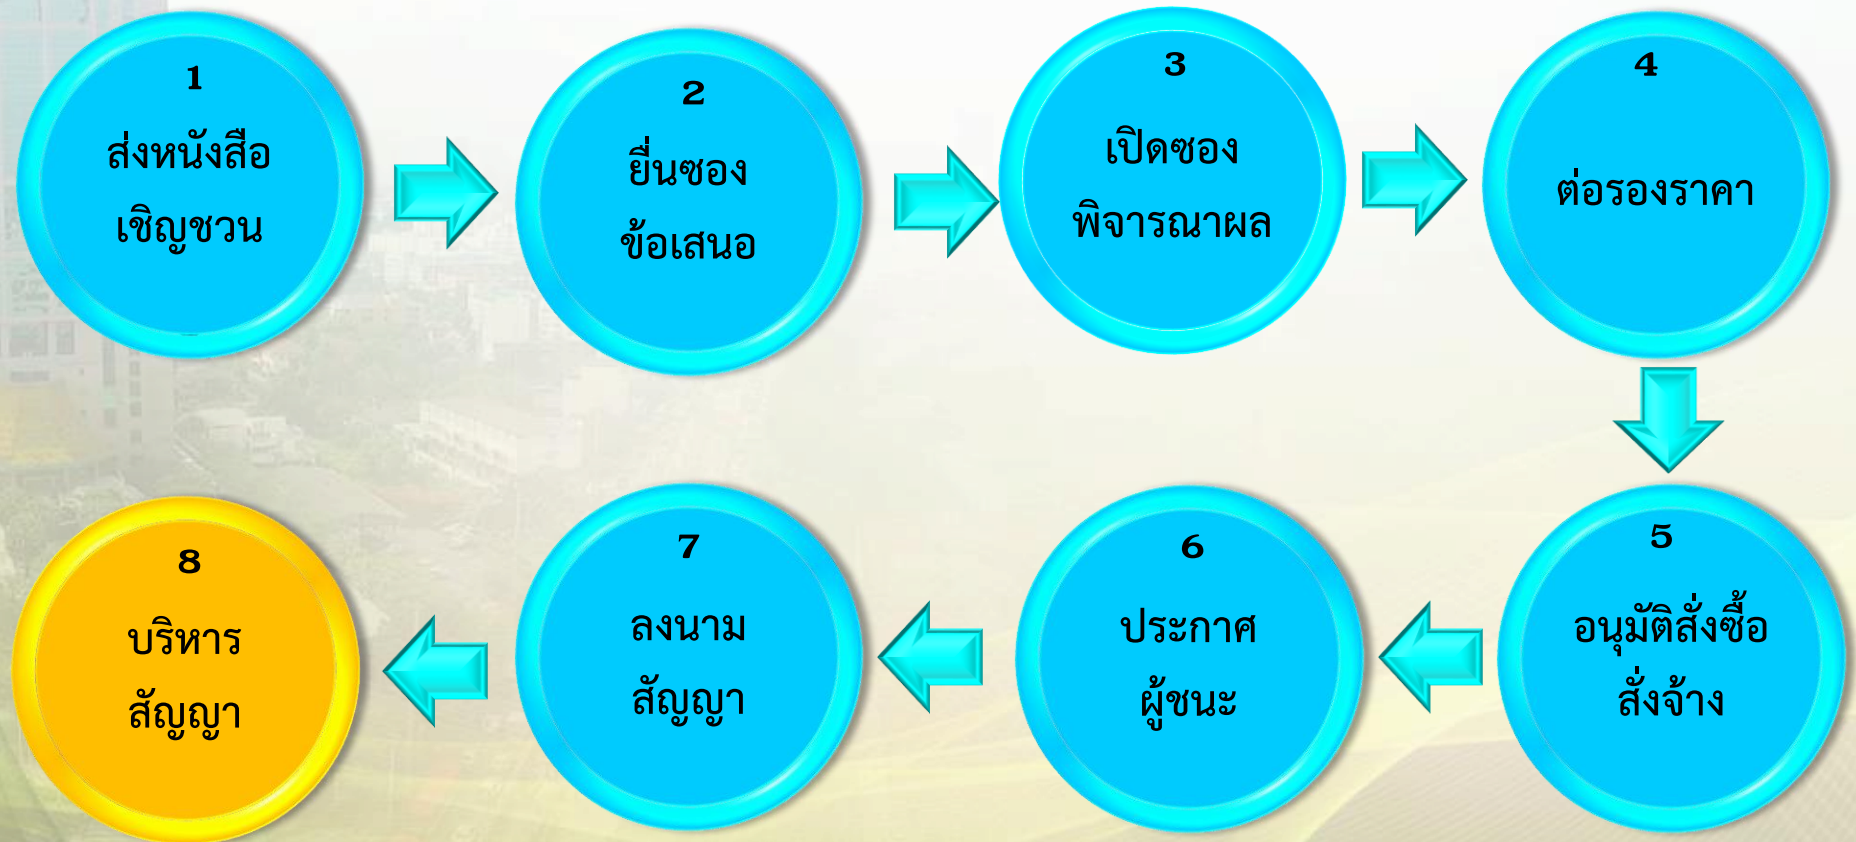 1
ส่งหนังสือ
เชิญชวน
2
ยื่นซอง
ข้อเสนอ
3
เปิดซอง
พิจารณาผล
4
ต่อรองราคา
5
อนุมัติสั่งซื้อ
สั่งจ้าง
6
ประกาศ
ผู้ชนะ
7
ลงนาม
สัญญา
8
บริหาร
สัญญา